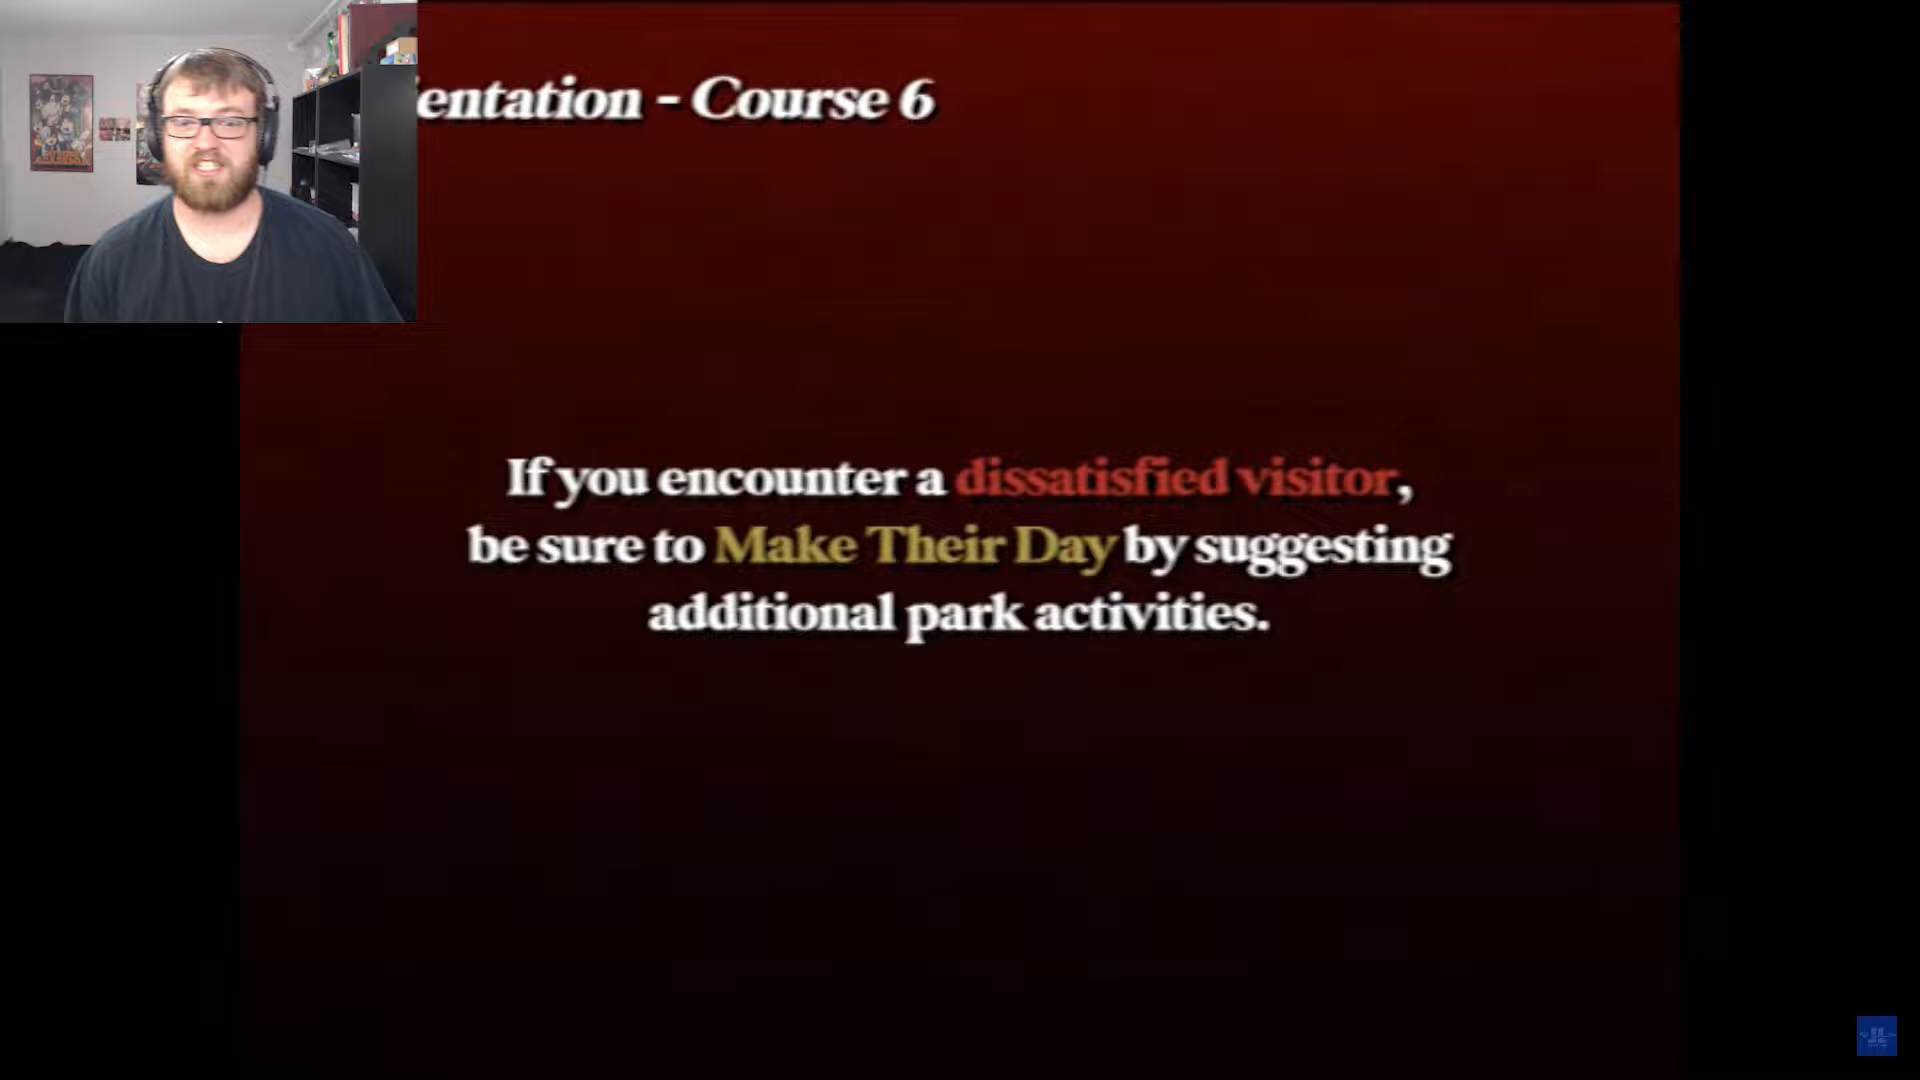 entation - Course 6
If you encounter a dissatisfied visitor,
be sure to Make Their Day by suggesting
additional park activities.